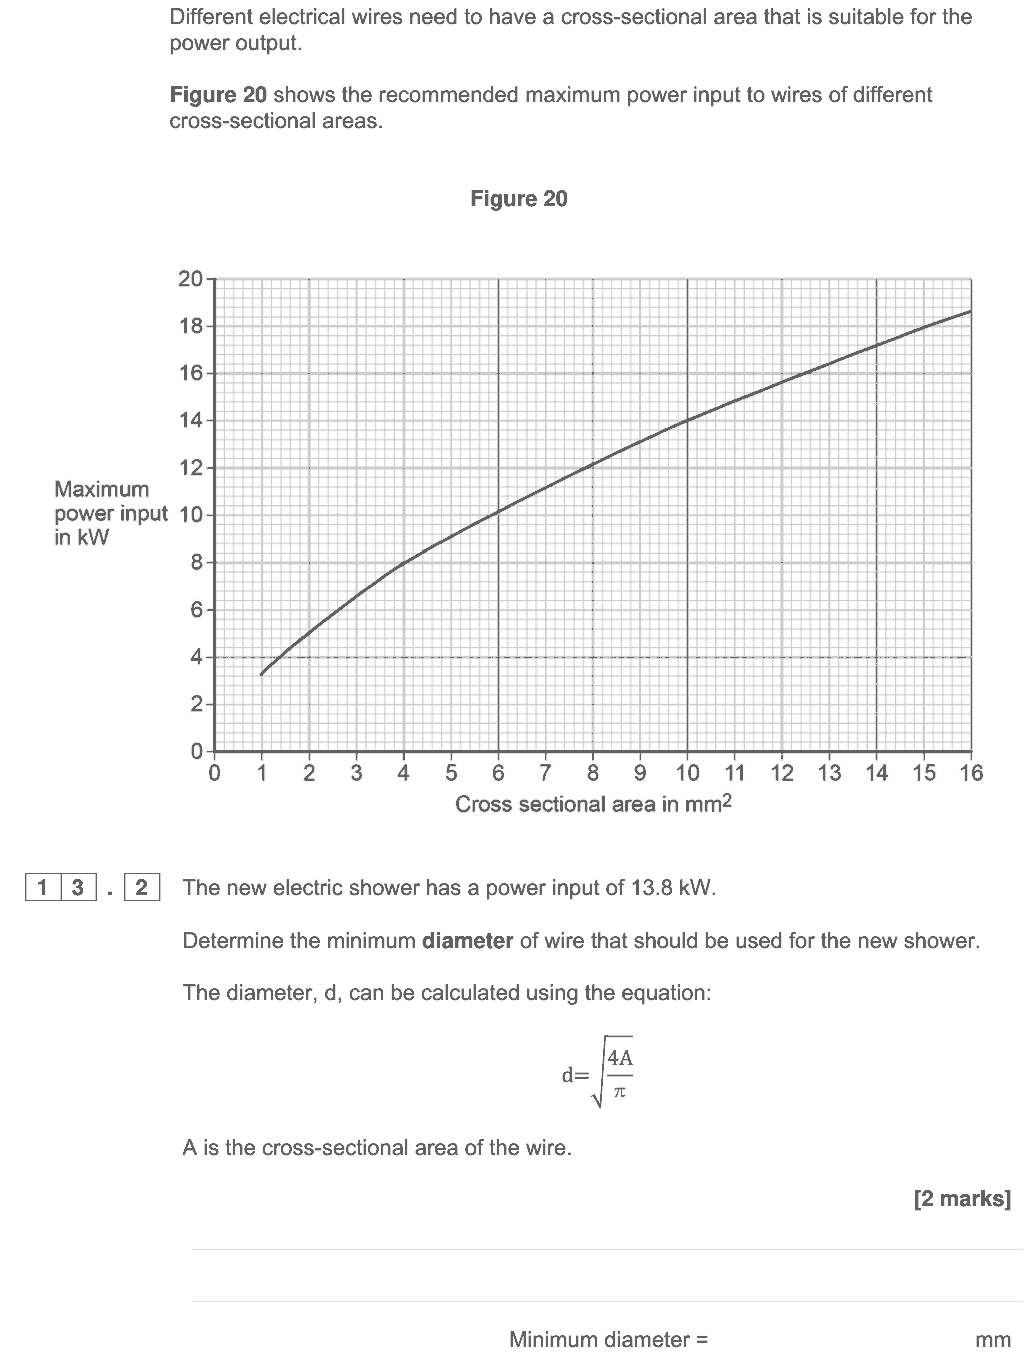 Different electrical wires need to have a cross-sectional area that is suitable for the
power output.
Figure 20 shows the recommended maximum power input to wires of different
cross-sectional areas.
Figure 20
20
18
16
14
12
Maximum
power input 10
in kW
8
6
4
2
0
0 1 2 3 4 5 6 7 8 9 10 11 12 13 14 15 16
Cross sectional area in mm²
1 3 . 2 The new electric shower has a power input of 13.8 kW.
Determine the minimum diameter of wire that should be used for the new shower.
The diameter, d, can be calculated using the equation:
d=√(4A/π)
A is the cross-sectional area of the wire.
[2 marks]
Minimum diameter = mm